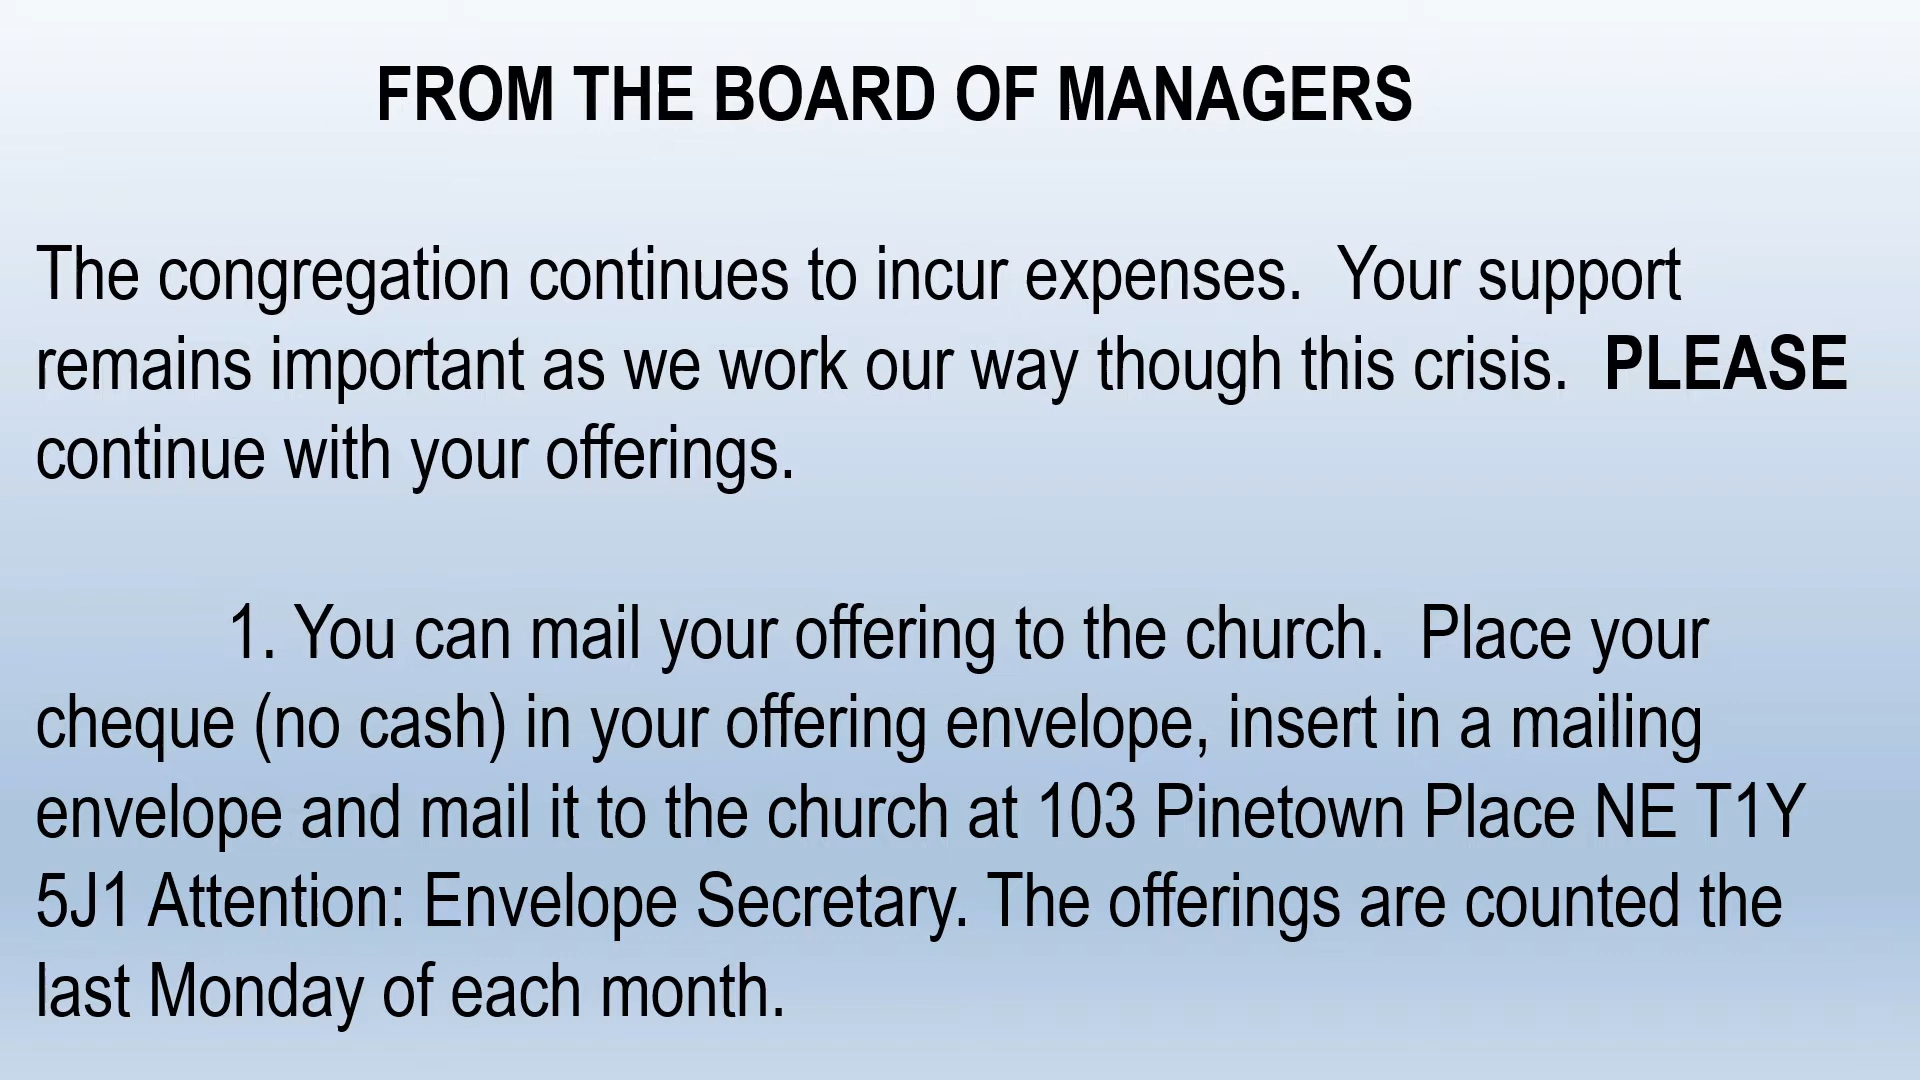 FROM THE BOARD OF MANAGERS
The congregation continues to incur expenses.  Your support
remains important as we work our way though this crisis.  PLEASE
continue with your offerings.
1. You can mail your offering to the church.  Place your
cheque (no cash) in your offering envelope, insert in a mailing
envelope and mail it to the church at 103 Pinetown Place NE T1Y
5J1 Attention: Envelope Secretary. The offerings are counted the
last Monday of each month.